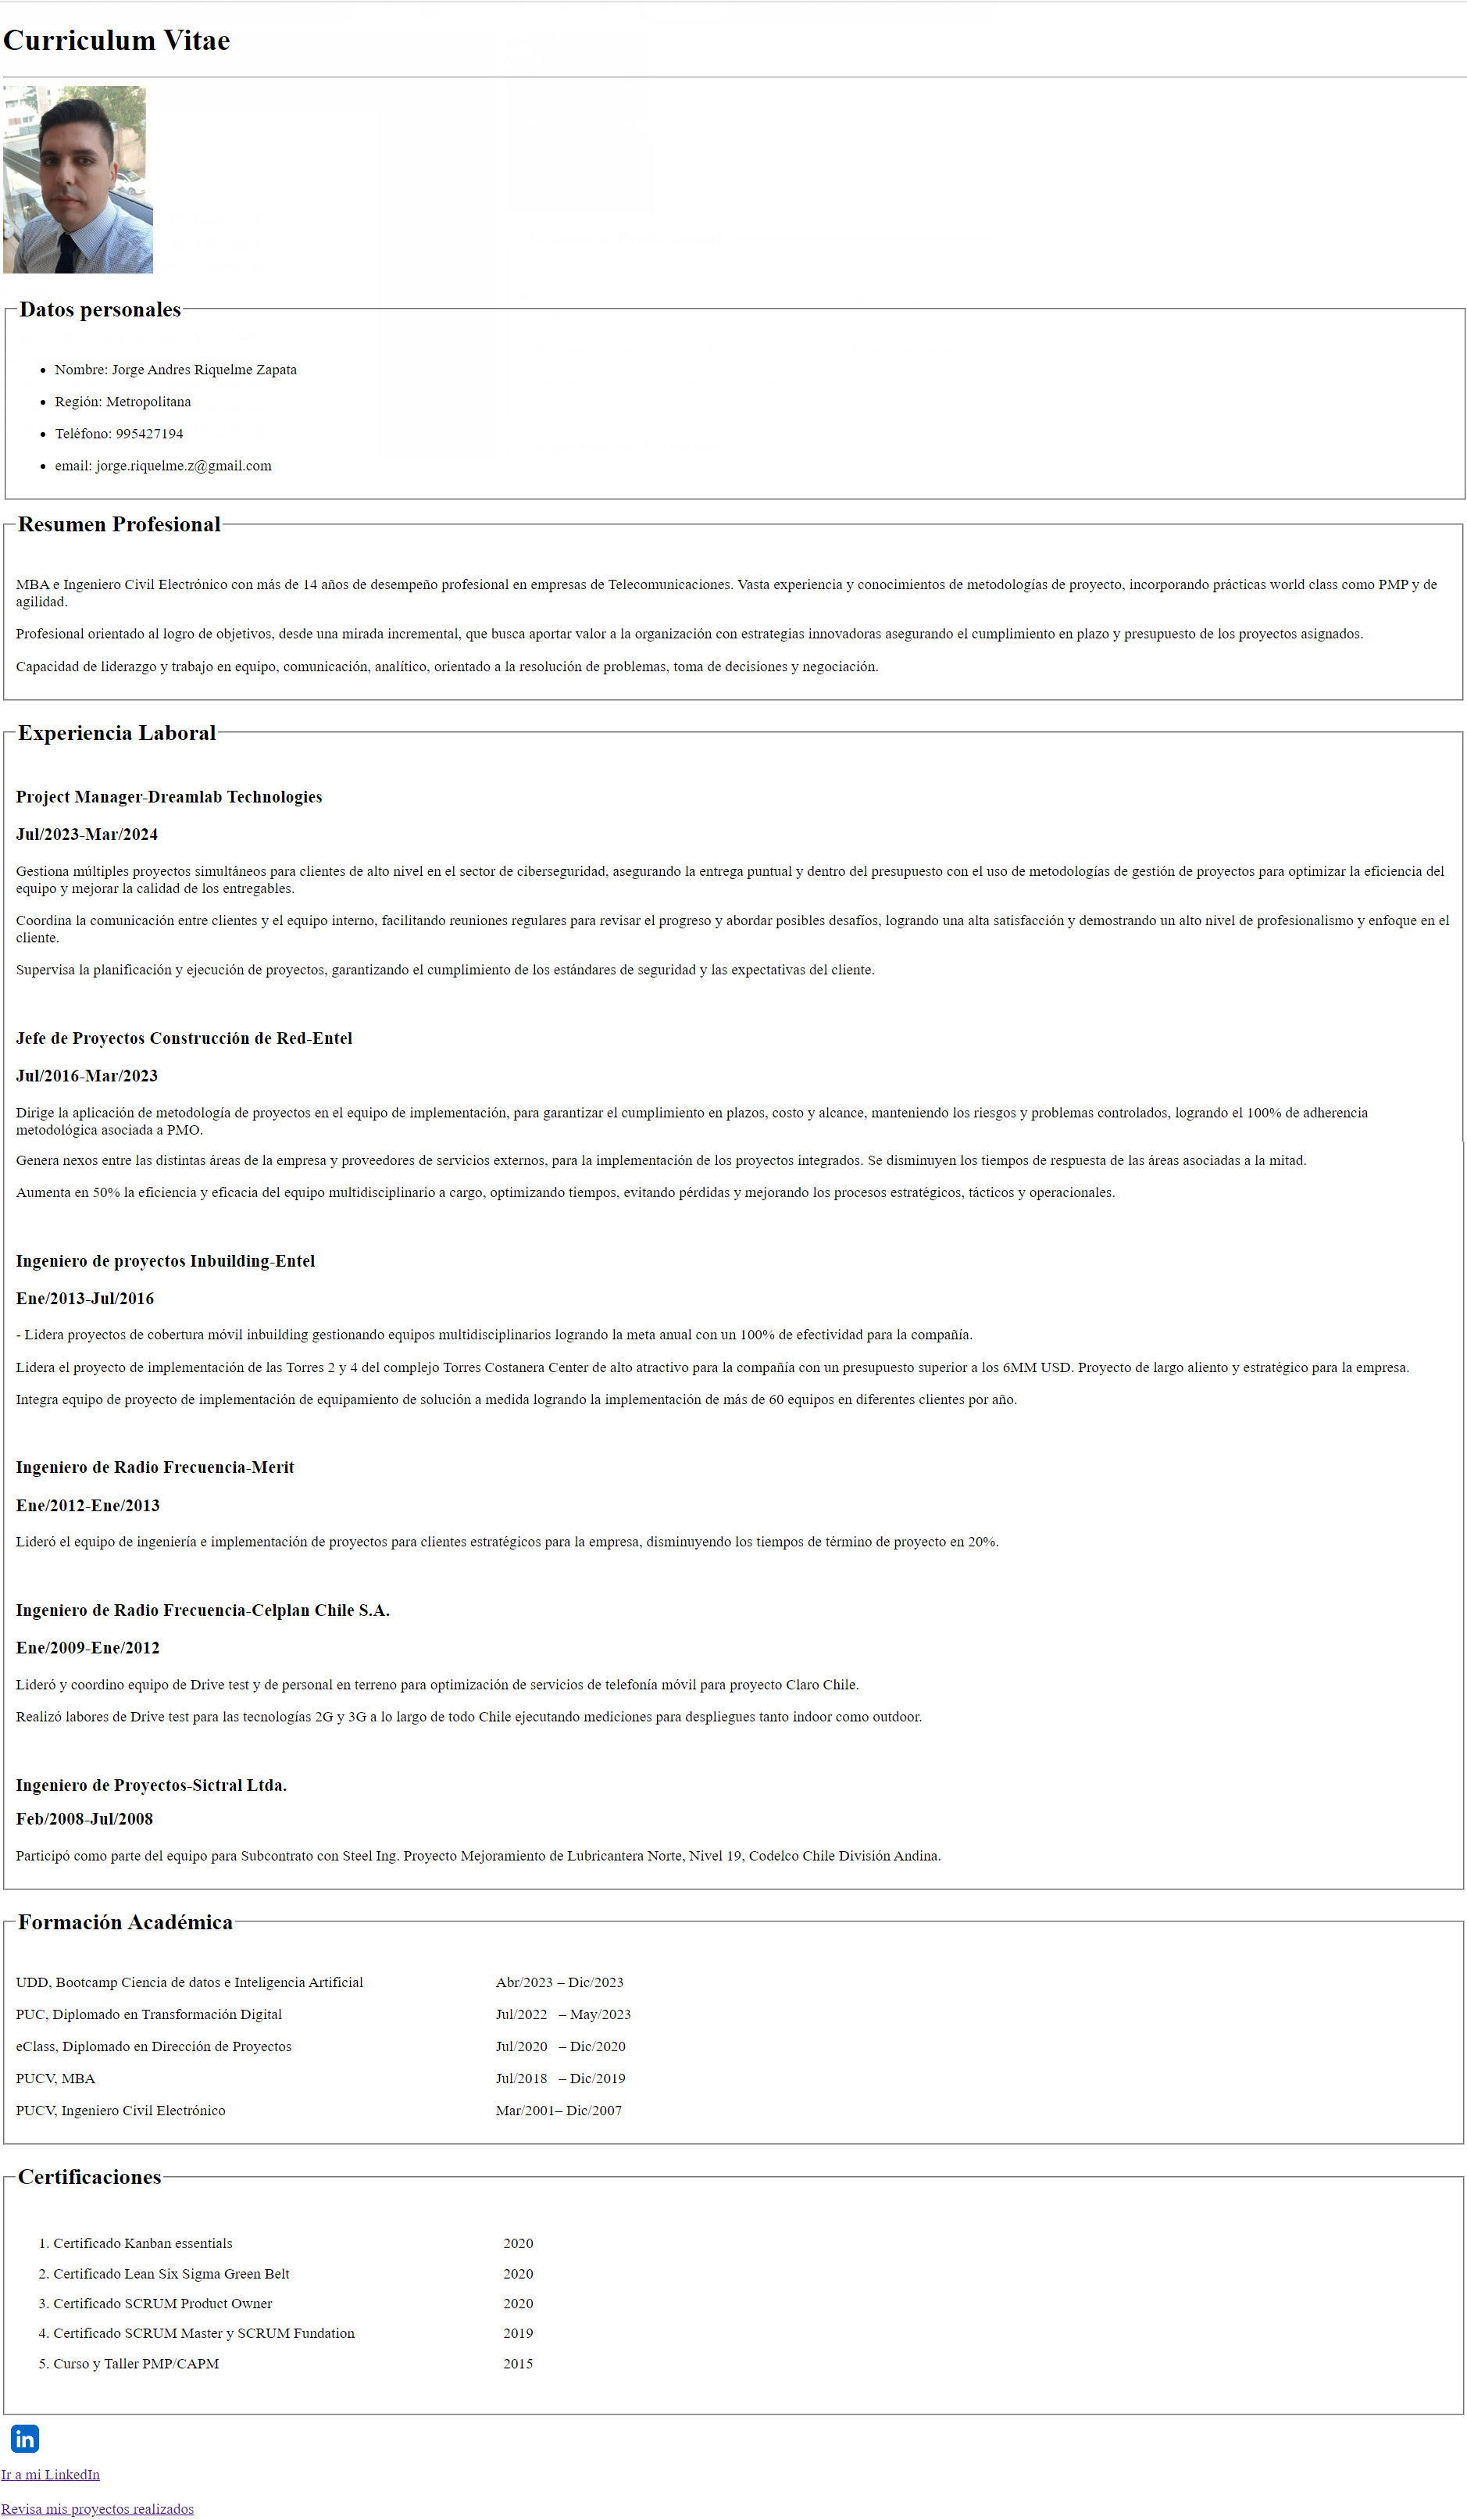 Curriculum Vitae
Datos personales
• Nombre: Jorge Andres Riquelme Zapata
• Región: Metropolitana
• Teléfono: 995427194
• email: jorge.riquelme.z@gmail.com
Resumen Profesional
MBA e Ingeniero Civil Electrónico con más de 14 años de desempeño profesional en empresas de Telecomunicaciones. Vasta experiencia y conocimientos de metodologías de proyecto, incorporando prácticas world class como PMP y de
agilidad.
Profesional orientado al logro de objetivos, desde una mirada incremental, que busca aportar valor a la organización con estrategias innovadoras asegurando el cumplimiento en plazo y presupuesto de los proyectos asignados.
Capacidad de liderazgo y trabajo en equipo, comunicación, analítico, orientado a la resolución de problemas, toma de decisiones y negociación.
Experiencia Laboral
Project Manager-Dreamlab Technologies
Jul/2023-Mar/2024
Gestiona múltiples proyectos simultáneos para clientes de alto nivel en el sector de ciberseguridad, asegurando la entrega puntual y dentro del presupuesto con el uso de metodologías de gestión de proyectos para optimizar la eficiencia del
equipo y mejorar la calidad de los entregables.
Coordina la comunicación entre clientes y el equipo interno, facilitando reuniones regulares para revisar el progreso y abordar posibles desafíos, logrando una alta satisfacción y demostrando un alto nivel de profesionalismo y enfoque en el
cliente.
Supervisa la planificación y ejecución de proyectos, garantizando el cumplimiento de los estándares de seguridad y las expectativas del cliente.
Jefe de Proyectos Construcción de Red-Entel
Jul/2016-Mar/2023
Dirige la aplicación de metodología de proyectos en el equipo de implementación, para garantizar el cumplimiento en plazos, costo y alcance, manteniendo los riesgos y problemas controlados, logrando el 100% de adherencia
metodológica asociada a PMO.
Genera nexos entre las distintas áreas de la empresa y proveedores de servicios externos, para la implementación de los proyectos integrados. Se disminuyen los tiempos de respuesta de las áreas asociadas a la mitad.
Aumenta en 50% la eficiencia y eficacia del equipo multidisciplinario a cargo, optimizando tiempos, evitando pérdidas y mejorando los procesos estratégicos, tácticos y operacionales.
Ingeniero de proyectos Inbuilding-Entel
Ene/2013-Jul/2016
- Lidera proyectos de cobertura móvil inbuilding gestionando equipos multidisciplinarios logrando la meta anual con un 100% de efectividad para la compañía.
Lidera el proyecto de implementación de las Torres 2 y 4 del complejo Torres Costanera Center de alto atractivo para la compañía con un presupuesto superior a los 6MM USD. Proyecto de largo aliento y estratégico para la empresa.
Integra equipo de proyecto de implementación de equipamiento de solución a medida logrando la implementación de más de 60 equipos en diferentes clientes por año.
Ingeniero de Radio Frecuencia-Merit
Ene/2012-Ene/2013
Lideró el equipo de ingeniería e implementación de proyectos para clientes estratégicos para la empresa, disminuyendo los tiempos de término de proyecto en 20%.
Ingeniero de Radio Frecuencia-Celplan Chile S.A.
Ene/2009-Ene/2012
Lideró y coordino equipo de Drive test y de personal en terreno para optimización de servicios de telefonía móvil para proyecto Claro Chile.
Realizó labores de Drive test para las tecnologías 2G y 3G a lo largo de todo Chile ejecutando mediciones para despliegues tanto indoor como outdoor.
Ingeniero de Proyectos-Sictral Ltda.
Feb/2008-Jul/2008
Participó como parte del equipo para Subcontrato con Steel Ing. Proyecto Mejoramiento de Lubricantera Norte, Nivel 19, Codelco Chile División Andina.
Formación Académica
UDD, Bootcamp Ciencia de datos e Inteligencia Artificial Abr/2023 – Dic/2023
PUC, Diplomado en Transformación Digital Jul/2022 – May/2023
eClass, Diplomado en Dirección de Proyectos Jul/2020 – Dic/2020
PUCV, MBA Jul/2018 – Dic/2019
PUCV, Ingeniero Civil Electrónico Mar/2001– Dic/2007
Certificaciones
1. Certificado Kanban essentials 2020
2. Certificado Lean Six Sigma Green Belt 2020
3. Certificado SCRUM Product Owner 2020
4. Certificado SCRUM Master y SCRUM Fundation 2019
5. Curso y Taller PMP/CAPM 2015
in
Ir a mi LinkedIn
Revisa mis proyectos realizados